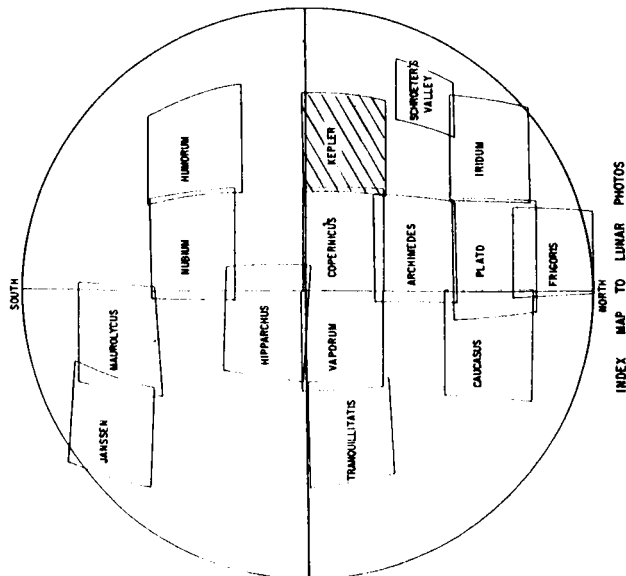 SOUTH
JANSSEN
MAUROLYCUS
NUBIUM
HUMORUM
HIPPARCHUS
TRANQUILLITATIS
VAPORUM
COPERNICUS
KEPLER
ARCHIMEDES
SCHROETER'S
VALLEY
CAUCASUS
PLATO
IRIDUM
FRIGORIS
NORTH
INDEX MAP TO LUNAR PHOTOS